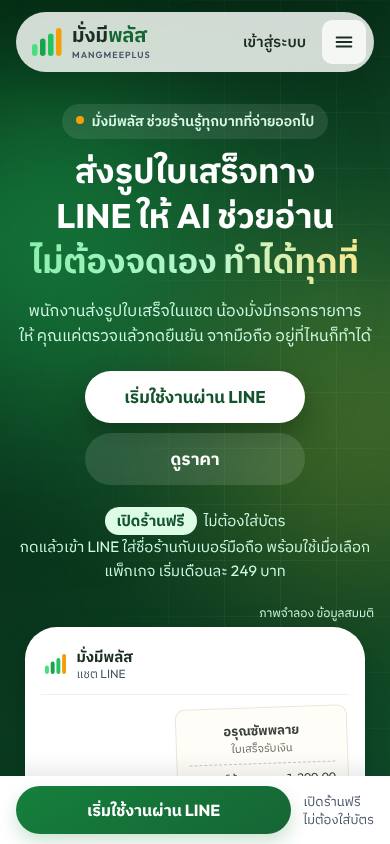 มั่งมีพลัส
MANGMEEPLUS
เข้าสู่ระบบ
มั่งมีพลัส ช่วยร้านรู้ทุกบาทที่จ่ายออกไป
ส่งรูปใบเสร็จทาง
LINE ให้ AI ช่วยอ่าน
ไม่ต้องจดเอง ทำได้ทุกที่
พนักงานส่งรูปใบเสร็จในแชต น้องมั่งมีกรอกรายการ
ให้ คุณแค่ตรวจแล้วกดยืนยัน จากมือถือ อยู่ที่ไหนก็ทำได้
เริ่มใช้งานผ่าน LINE
ดูราคา
เปิดร้านฟรี ไม่ต้องใส่บัตร
กดแล้วเข้า LINE ใส่ชื่อร้านกับเบอร์มือถือ พร้อมใช้เมื่อเลือก
แพ็กเกจ เริ่มเดือนละ 249 บาท
ภาพจำลอง ข้อมูลสมมติ
มั่งมีพลัส
แชต LINE
อรุณซัพพลาย
ใบเสร็จรับเงิน
เริ่มใช้งานผ่าน LINE
เปิดร้านฟรี
ไม่ต้องใส่บัตร